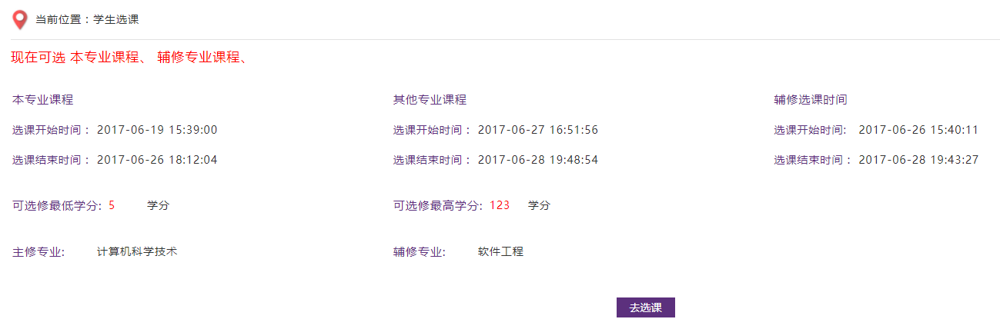 当前位置：学生选课
现在可选 本专业课程、 辅修专业课程、
本专业课程 其他专业课程 辅修选课时间
选课开始时间： 2017-06-19 15:39:00 选课开始时间： 2017-06-27 16:51:56 选课开始时间: 2017-06-26 15:40:11
选课结束时间： 2017-06-26 18:12:04 选课结束时间： 2017-06-28 19:48:54 选课结束时间： 2017-06-28 19:43:27
可选修最低学分: 5 学分 可选修最高学分: 123 学分
主修专业: 计算机科学技术 辅修专业: 软件工程
去选课